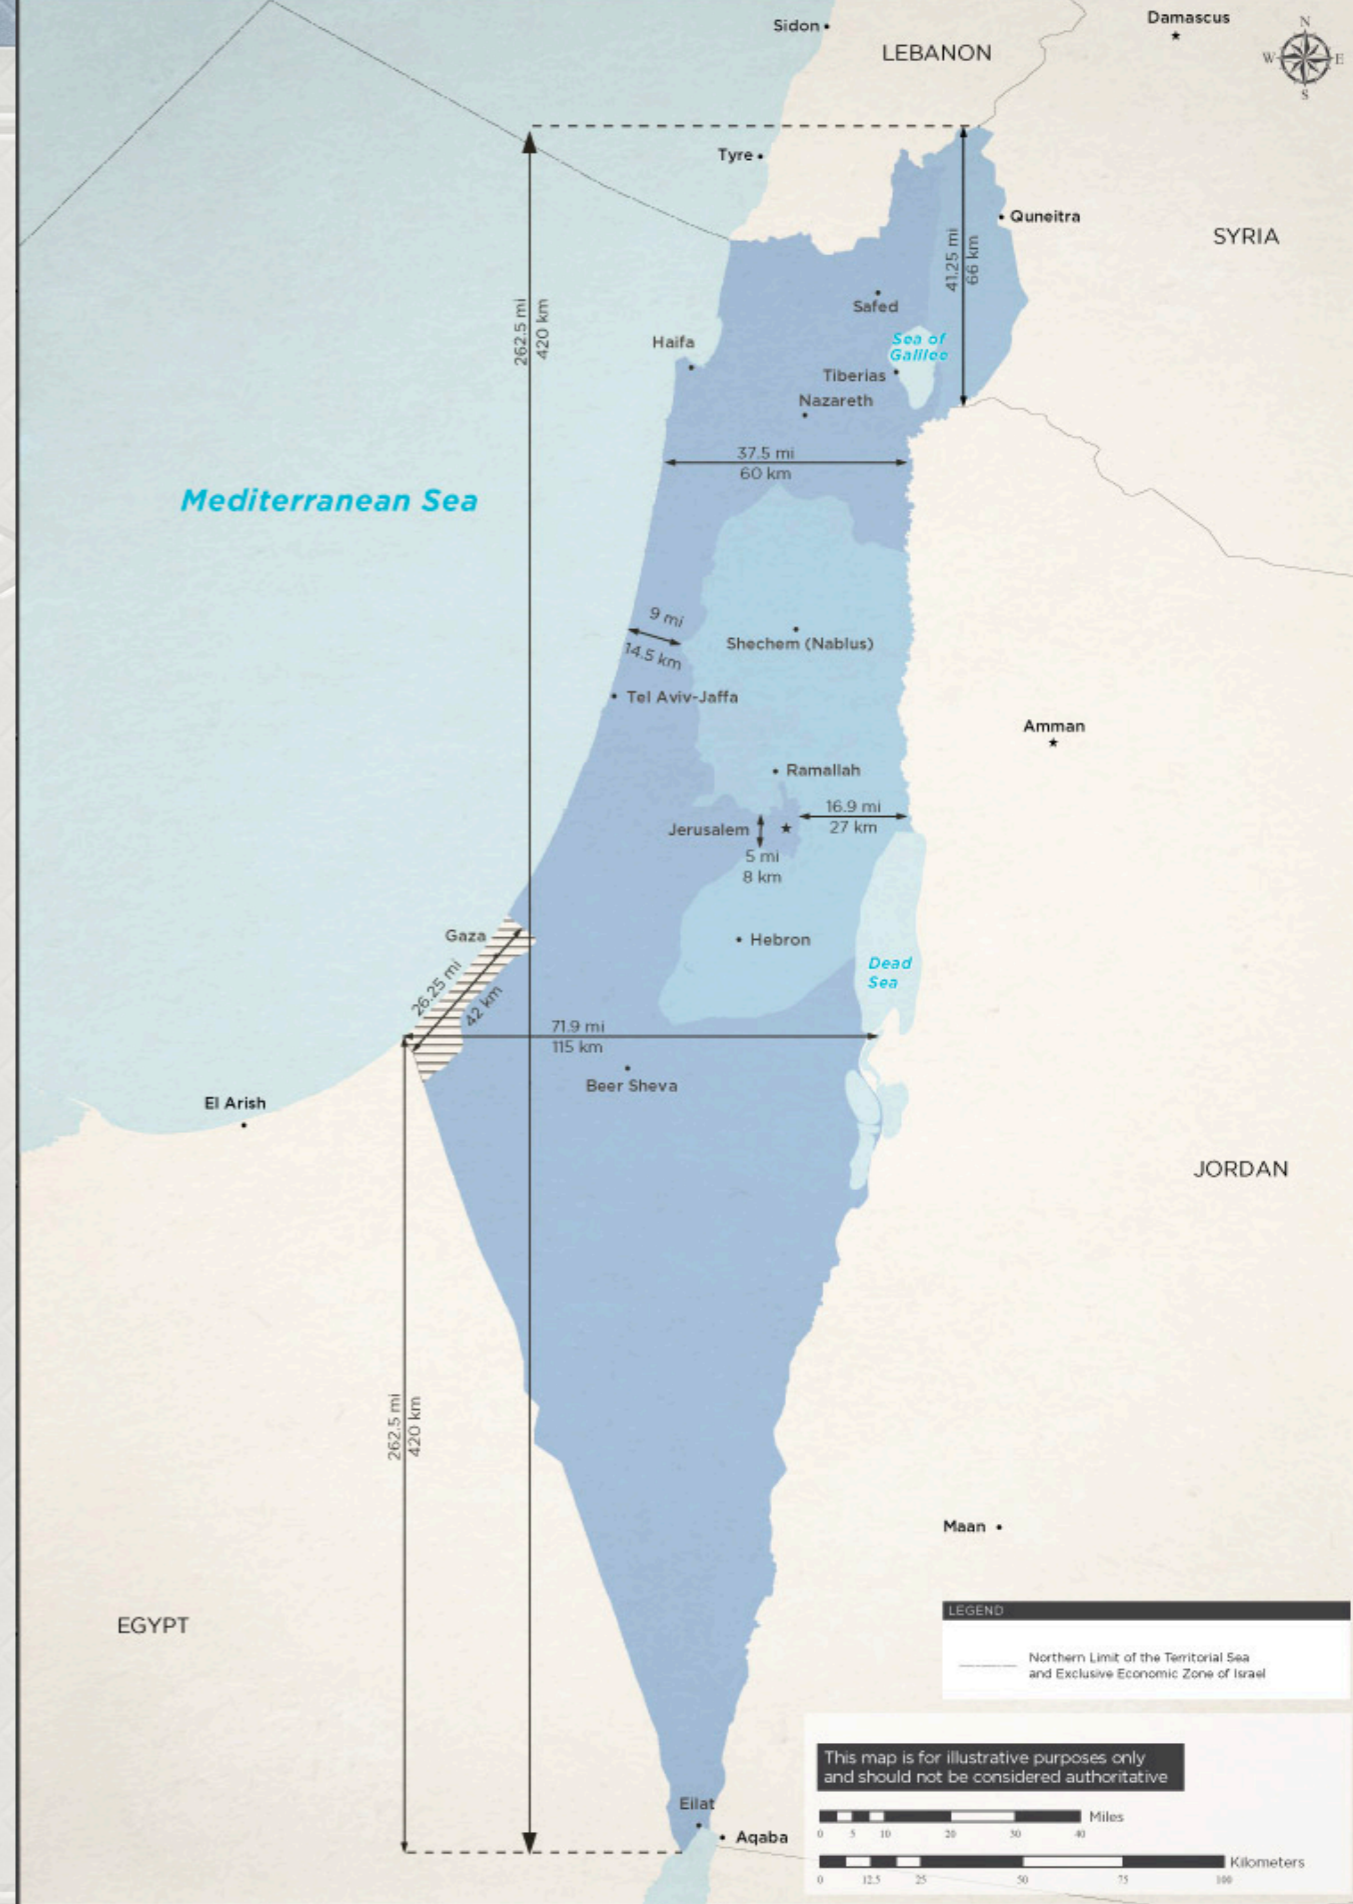 Sidon
Damascus
LEBANON
N
W
E
S
Tyre
Quneitra
SYRIA
41.25 mi
66 km
Safed
262.5 mi
420 km
Haifa
Sea of
Galilee
Tiberias
Nazareth
37.5 mi
60 km
Mediterranean Sea
9 mi
14.5 km
Shechem (Nablus)
Tel Aviv-Jaffa
Amman
Ramallah
16.9 mi
27 km
Jerusalem
5 mi
8 km
Gaza
Hebron
Dead
Sea
26.25 mi
42 km
71.9 mi
115 km
Beer Sheva
El Arish
JORDAN
262.5 mi
420 km
Maan
EGYPT
LEGEND
Northern Limit of the Territorial Sea
and Exclusive Economic Zone of Israel
This map is for illustrative purposes only
and should not be considered authoritative
Eilat
Aqaba
Miles
0 5 10 20 30 40
Kilometers
0 12.5 25 50 75 100